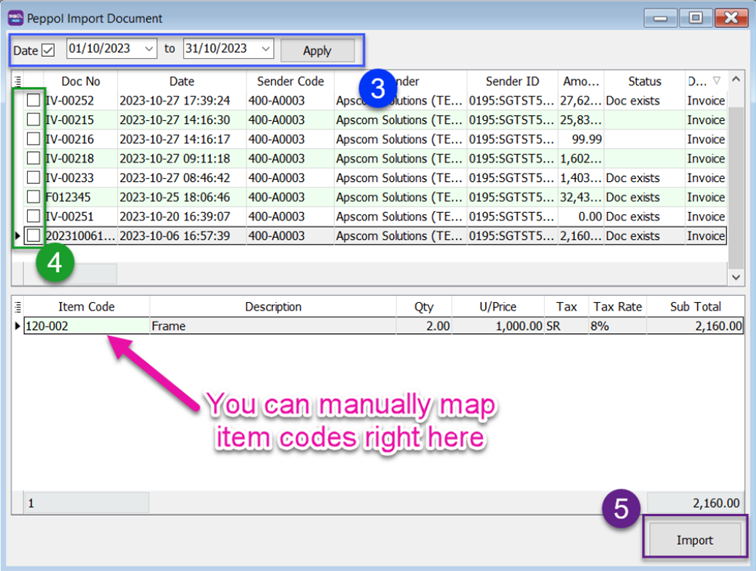 Peppol Import Document
Date 01/10/2023 to 31/10/2023 Apply
3
Doc No Date Sender Code Sender ID Amo... Status D...
IV-00252 2023-10-27 17:39:24 400-A0003 Apscom Solutions (TE... 0195:SGTST5... 27,62... Doc exists Invoice
IV-00215 2023-10-27 14:16:30 400-A0003 Apscom Solutions (TE... 0195:SGTST5... 25,83... Invoice
IV-00216 2023-10-27 14:16:17 400-A0003 Apscom Solutions (TE... 0195:SGTST5... 99.99 Invoice
IV-00218 2023-10-27 09:11:18 400-A0003 Apscom Solutions (TE... 0195:SGTST5... 1,602... Invoice
IV-00233 2023-10-27 08:46:42 400-A0003 Apscom Solutions (TE... 0195:SGTST5... 1,403... Doc exists Invoice
F012345 2023-10-25 18:06:46 400-A0003 Apscom Solutions (TE... 0195:SGTST5... 32,43... Doc exists Invoice
IV-00251 2023-10-20 16:39:07 400-A0003 Apscom Solutions (TE... 0195:SGTST5... 0.00 Doc exists Invoice
202310061... 2023-10-06 16:57:39 400-A0003 Apscom Solutions (TE... 0195:SGTST5... 2,160... Doc exists Invoice
4
Item Code Description Qty U/Price Tax Tax Rate Sub Total
120-002 Frame 2.00 1,000.00 SR 8% 2,160.00
You can manually map
item codes right here
1 2,160.00
5
Import